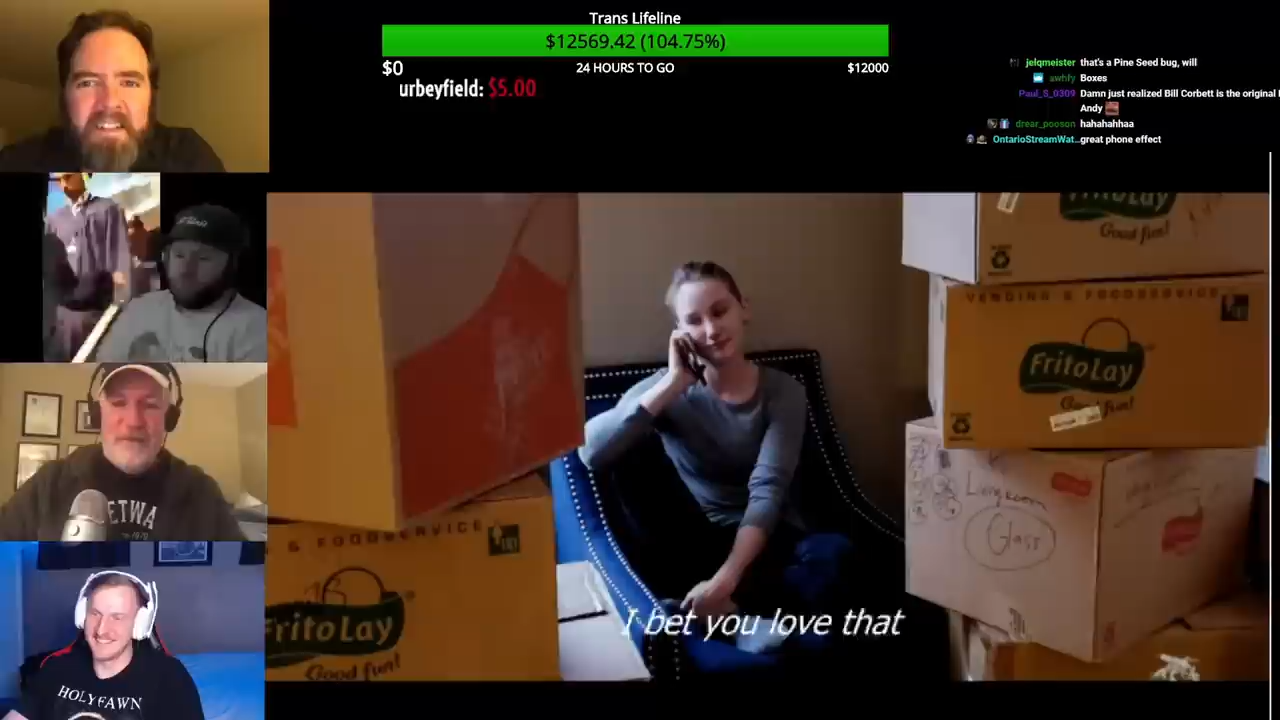 Trans Lifeline
$12569.42 (104.75%)
$0
24 HOURS TO GO
$12000
urbeyfield: $5.00
jelqmeister that's a Pine Seed bug, will
awhfy Boxes
Paul_S_0309 Damn just realized Bill Corbett is the original
Andy
drear_pooson hahahahhaa
OntarioStreamWat… great phone effect
FritoLay
Good fun!
VENDING & FOODSERVICE
FritoLay
Good fun!
Livingroom
Glass
& FOODSERVICE
FritoLay
Good fun!
I bet you love that
ETWA
HOLYFAWN